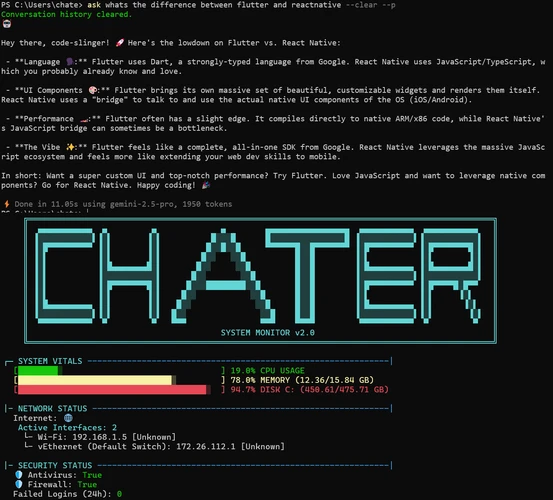 PS C:\Users\chate> ask whats the difference between flutter and reactnative --clear --p
Conversation history cleared.
Hey there, code-slinger! 🚀 Here's the lowdown on Flutter vs. React Native:
- **Language 🗣️:** Flutter uses Dart, a strongly-typed language from Google. React Native uses JavaScript/TypeScript, w
hich you probably already know and love.
- **UI Components 🎨:** Flutter brings its own massive set of beautiful, customizable widgets and renders them itself.
React Native uses a "bridge" to talk to and use the actual native UI components of the OS (iOS/Android).
- **Performance 🏎️:** Flutter often has a slight edge. It compiles directly to native ARM/x86 code, while React Native'
s JavaScript bridge can sometimes be a bottleneck.
- **The Vibe ✨:** Flutter feels like a complete, all-in-one SDK from Google. React Native leverages the massive JavaSc
ript ecosystem and feels more like extending your web dev skills to mobile.
In short: Want a super custom UI and top-notch performance? Try Flutter. Love JavaScript and want to leverage native com
ponents? Go for React Native. Happy coding! 🎉
⚡ Done in 11.05s using gemini-2.5-pro, 1950 tokens
CHATER
SYSTEM MONITOR v2.0
SYSTEM VITALS
[ ] 19.0% CPU USAGE
[ ] 78.0% MEMORY (12.36/15.84 GB)
[ ] 94.7% DISK C: (450.61/475.71 GB)
NETWORK STATUS
Internet: 🌐
Active Interfaces: 2
└─ Wi-Fi: 192.168.1.5 [Unknown]
└─ vEthernet (Default Switch): 172.26.112.1 [Unknown]
SECURITY STATUS
🛡️ Antivirus: True
🛡️ Firewall: True
Failed Logins (24h): 0